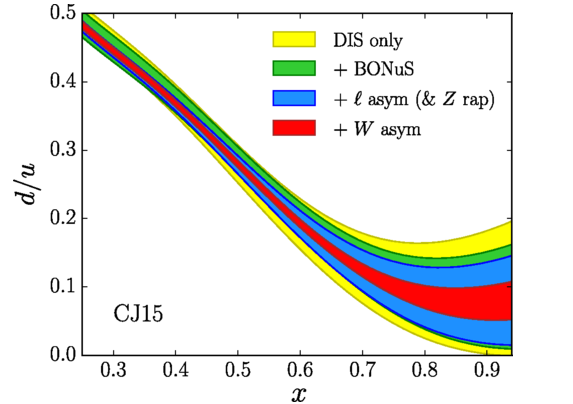 0.5
0.4
0.3
0.2
0.1
0.0
d/u
DIS only
+ BONuS
+ ℓ asym (& Z rap)
+ W asym
CJ15
0.3 0.4 0.5 0.6 0.7 0.8 0.9
x